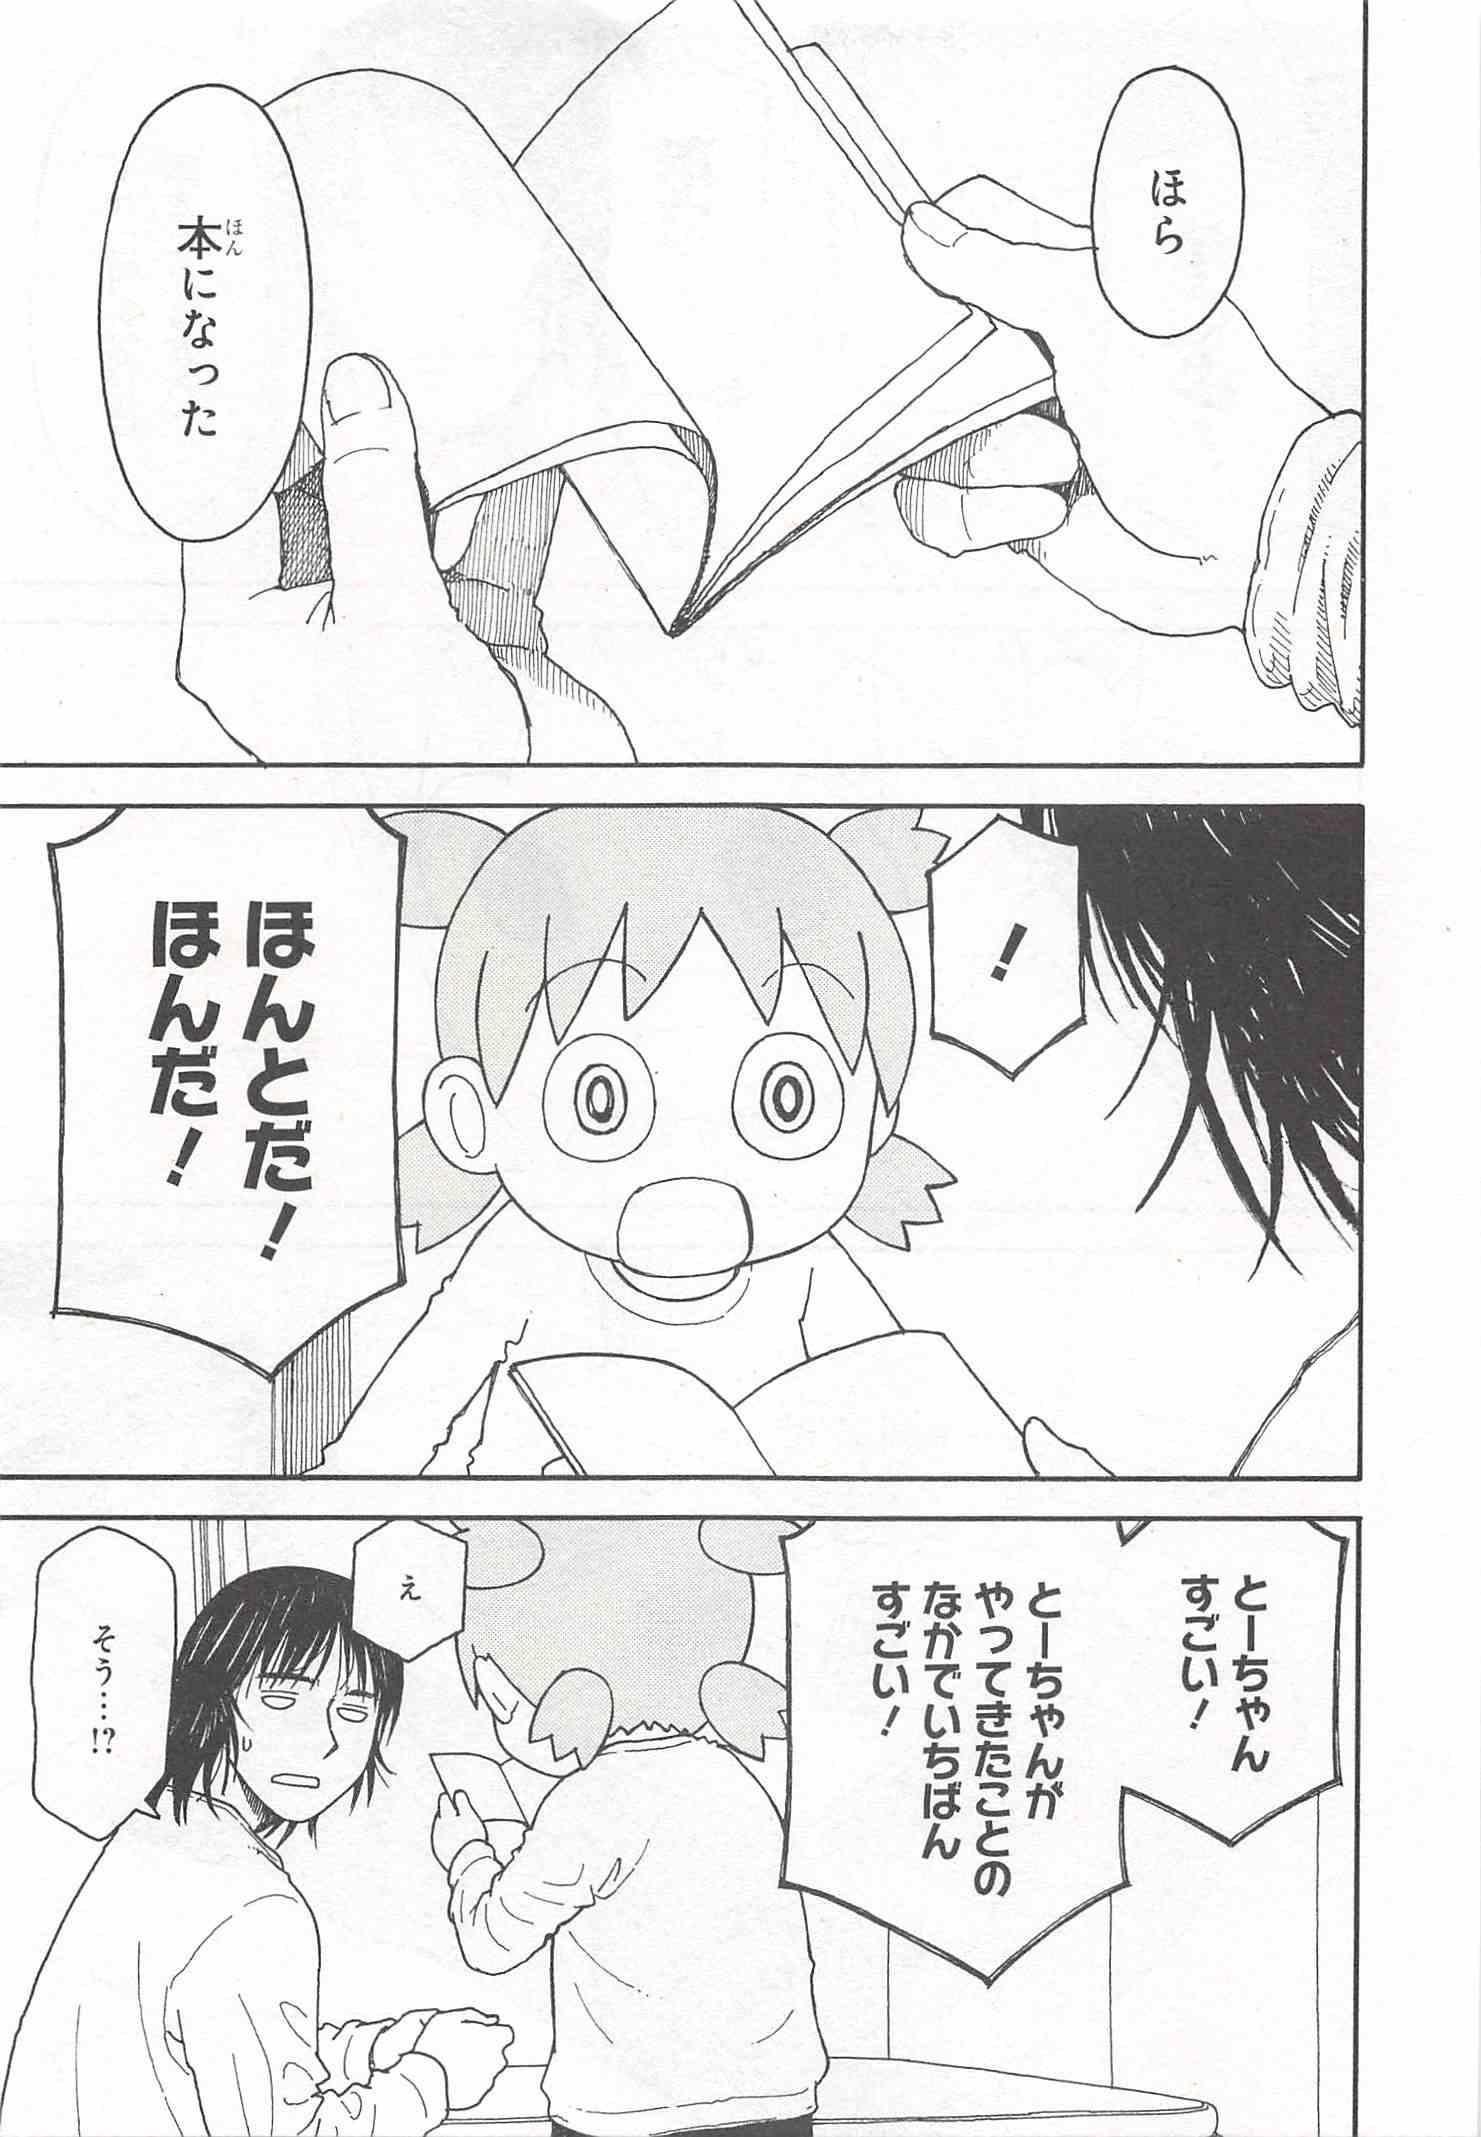 ほら
本になった
ほん
！
ほんとだ！
ほんだ！
とーちゃん
すごい！
とーちゃんが
やってきたことの
なかでいちばん
すごい！
え
そう…!?